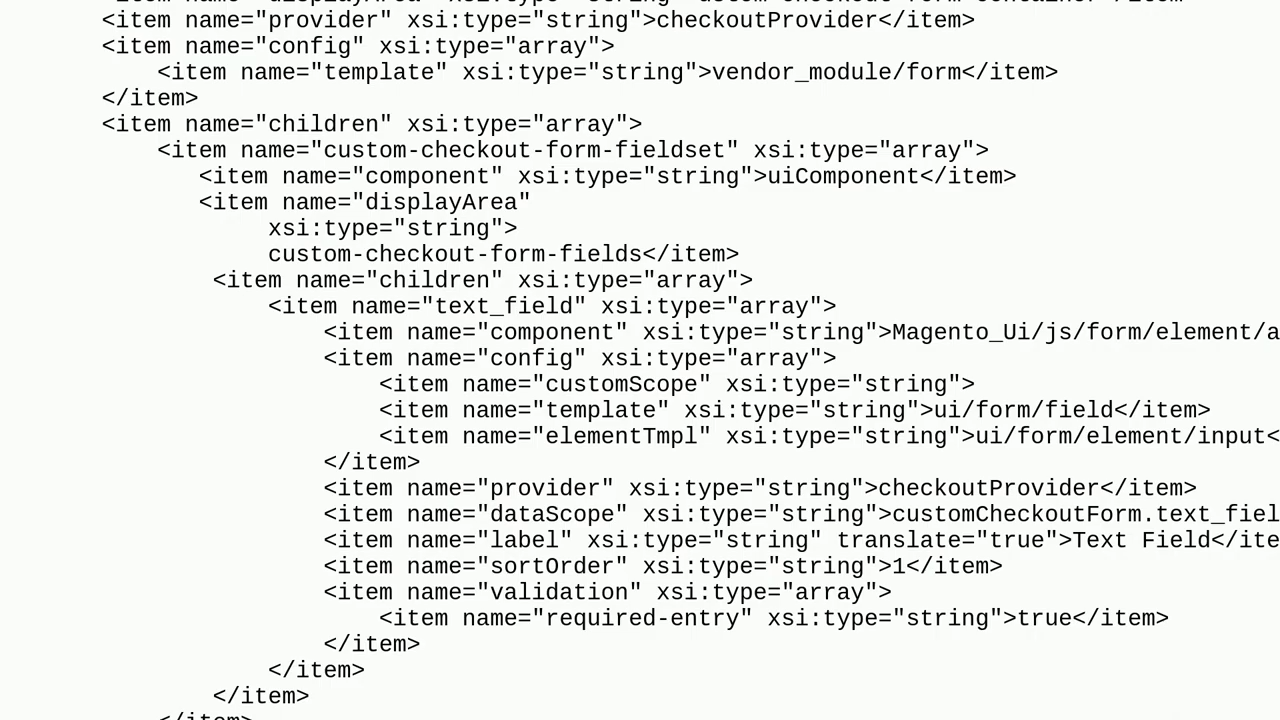 <item name="provider" xsi:type="string">checkoutProvider</item>
<item name="config" xsi:type="array">
<item name="template" xsi:type="string">vendor_module/form</item>
</item>
<item name="children" xsi:type="array">
<item name="custom-checkout-form-fieldset" xsi:type="array">
<item name="component" xsi:type="string">uiComponent</item>
<item name="displayArea"
xsi:type="string">
custom-checkout-form-fields</item>
<item name="children" xsi:type="array">
<item name="text_field" xsi:type="array">
<item name="component" xsi:type="string">Magento_Ui/js/form/element/a
<item name="config" xsi:type="array">
<item name="customScope" xsi:type="string">
<item name="template" xsi:type="string">ui/form/field</item>
<item name="elementTmpl" xsi:type="string">ui/form/element/input<
</item>
<item name="provider" xsi:type="string">checkoutProvider</item>
<item name="dataScope" xsi:type="string">customCheckoutForm.text_fiel
<item name="label" xsi:type="string" translate="true">Text Field</ite
<item name="sortOrder" xsi:type="string">1</item>
<item name="validation" xsi:type="array">
<item name="required-entry" xsi:type="string">true</item>
</item>
</item>
</item>
</item>